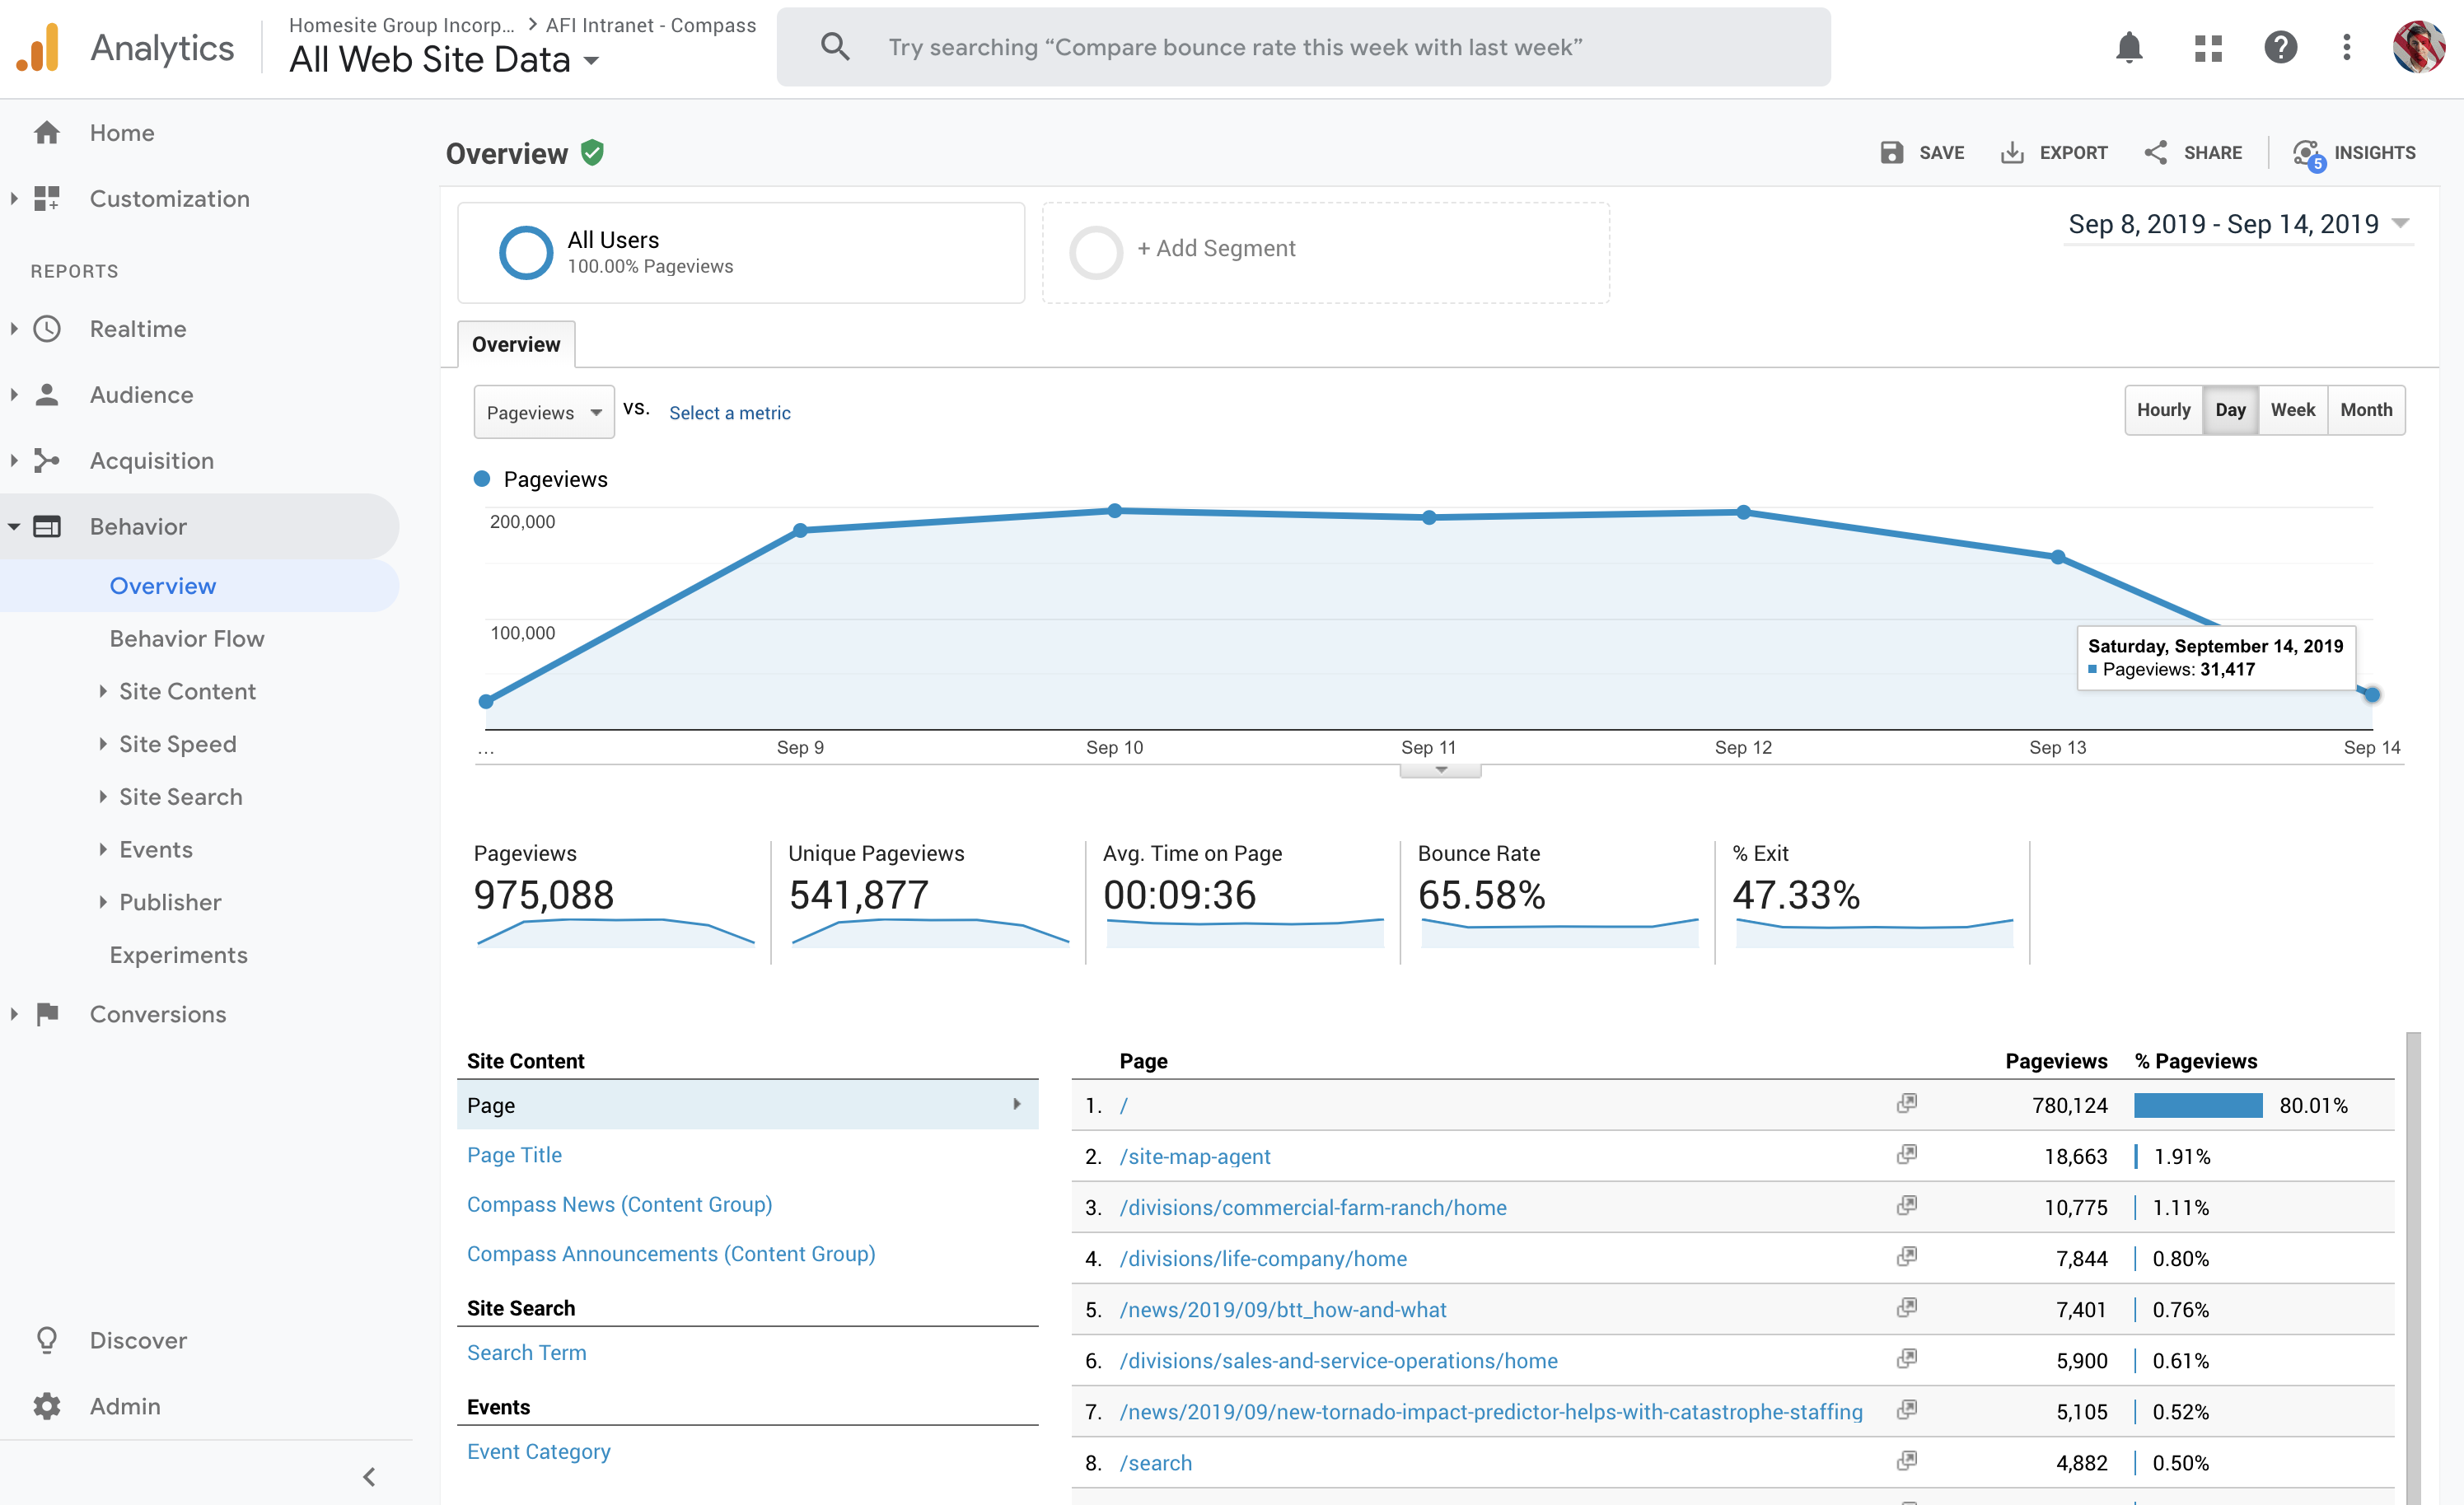 Analytics
Homesite Group Incorp... > AFI Intranet - Compass
All Web Site Data
Try searching “Compare bounce rate this week with last week”
Home
Customization
REPORTS
Realtime
Audience
Acquisition
Behavior
Overview
Behavior Flow
Site Content
Site Speed
Site Search
Events
Publisher
Experiments
Conversions
Discover
Admin
Overview
SAVE
EXPORT
SHARE
5
INSIGHTS
All Users
100.00% Pageviews
+ Add Segment
Sep 8, 2019 - Sep 14, 2019
Overview
Pageviews
VS.
Select a metric
Hourly
Day
Week
Month
Pageviews
200,000
100,000
Saturday, September 14, 2019
Pageviews: 31,417
...
Sep 9
Sep 10
Sep 11
Sep 12
Sep 13
Sep 14
Pageviews
975,088
Unique Pageviews
541,877
Avg. Time on Page
00:09:36
Bounce Rate
65.58%
% Exit
47.33%
Site Content
Page
Page Title
Compass News (Content Group)
Compass Announcements (Content Group)
Site Search
Search Term
Events
Event Category
Page Pageviews % Pageviews
1. / 780,124 80.01%
2. /site-map-agent 18,663 1.91%
3. /divisions/commercial-farm-ranch/home 10,775 1.11%
4. /divisions/life-company/home 7,844 0.80%
5. /news/2019/09/btt_how-and-what 7,401 0.76%
6. /divisions/sales-and-service-operations/home 5,900 0.61%
7. /news/2019/09/new-tornado-impact-predictor-helps-with-catastrophe-staffing 5,105 0.52%
8. /search 4,882 0.50%